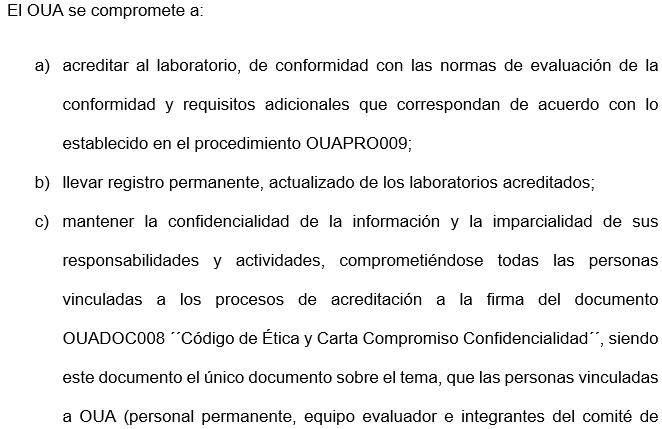 El OUA se compromete a:
a) acreditar al laboratorio, de conformidad con las normas de evaluación de la
conformidad y requisitos adicionales que correspondan de acuerdo con lo
establecido en el procedimiento OUAPRO009;
b) llevar registro permanente, actualizado de los laboratorios acreditados;
c) mantener la confidencialidad de la información y la imparcialidad de sus
responsabilidades y actividades, comprometiéndose todas las personas
vinculadas a los procesos de acreditación a la firma del documento
OUADOC008 ´´Código de Ética y Carta Compromiso Confidencialidad´´, siendo
este documento el único documento sobre el tema, que las personas vinculadas
a OUA (personal permanente, equipo evaluador e integrantes del comité de